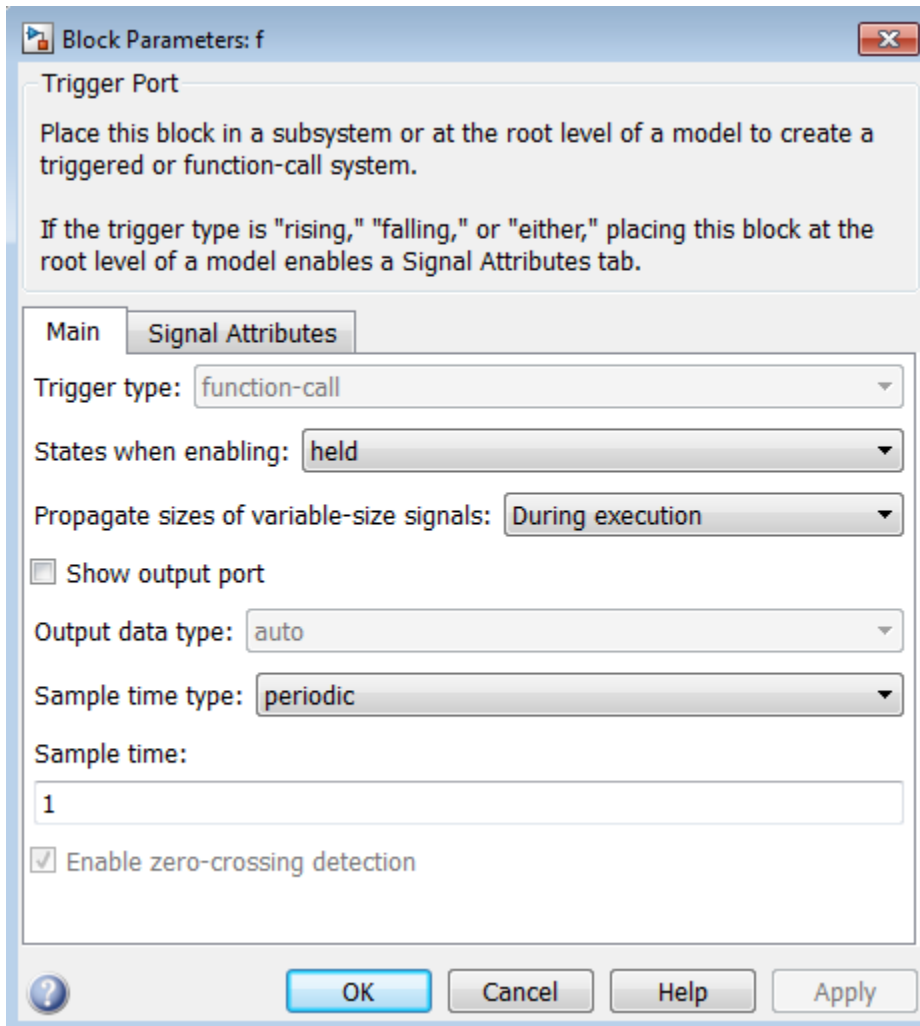 Block Parameters: f
Trigger Port
Place this block in a subsystem or at the root level of a model to create a
triggered or function-call system.
If the trigger type is "rising," "falling," or "either," placing this block at the
root level of a model enables a Signal Attributes tab.
Main Signal Attributes
Trigger type: function-call
States when enabling: held
Propagate sizes of variable-size signals: During execution
Show output port
Output data type: auto
Sample time type: periodic
Sample time:
1
Enable zero-crossing detection
? OK Cancel Help Apply